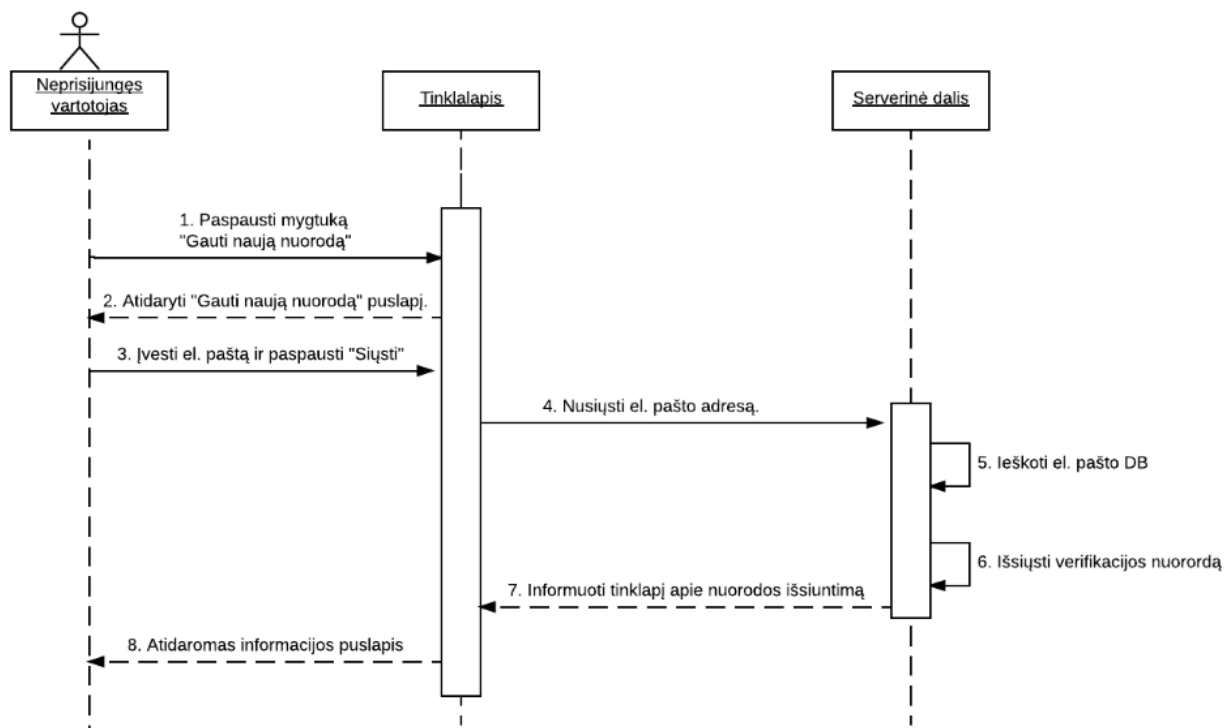 Neprisijungęs
vartotojas
Tinklalapis
Serverinė dalis
1. Paspausti mygtuką
"Gauti naują nuorodą"
2. Atidaryti "Gauti naują nuorodą" puslapį.
3. Įvesti el. paštą ir paspausti "Siųsti"
4. Nusiųsti el. pašto adresą.
5. Ieškoti el. pašto DB
6. Išsiųsti verifikacijos nuorordą
7. Informuoti tinklapį apie nuorodos išsiuntimą
8. Atidaromas informacijos puslapis